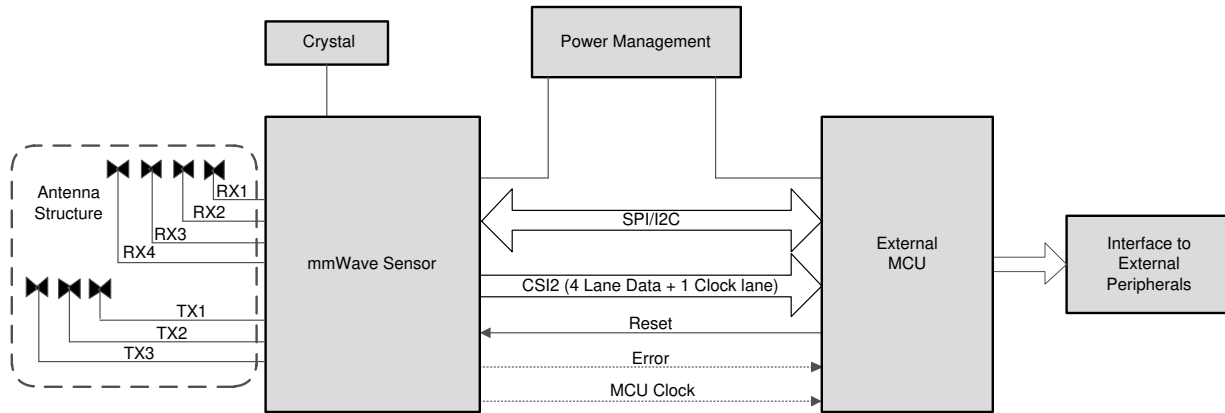 Crystal
Power Management
Antenna
Structure
RX1
RX2
RX3
RX4
TX1
TX2
TX3
mmWave Sensor
SPI/I2C
CSI2 (4 Lane Data + 1 Clock lane)
Reset
Error
MCU Clock
External
MCU
Interface to
External
Peripherals